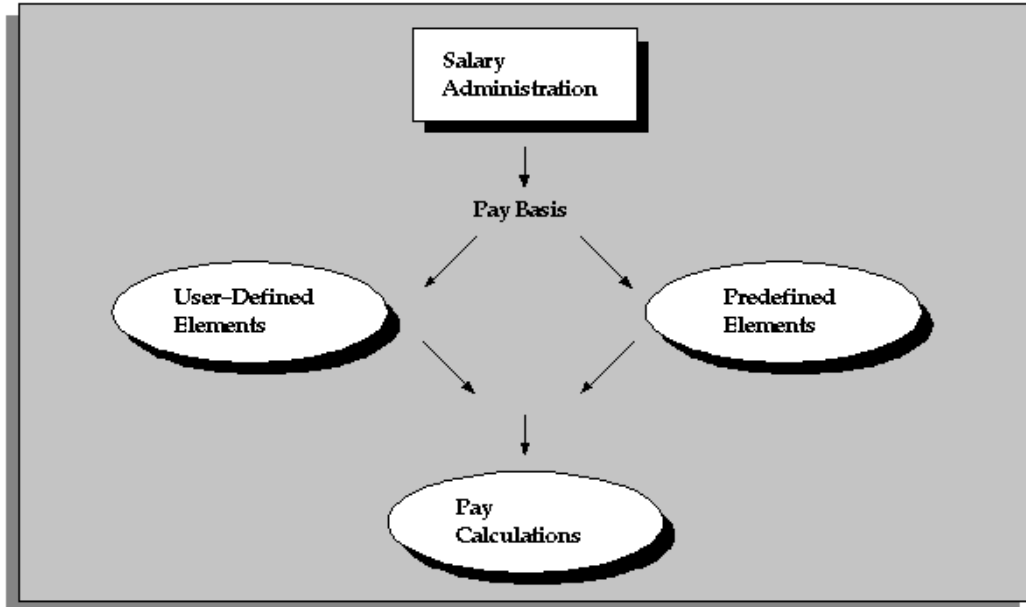 Salary
Administration
Pay Basis
User-Defined
Elements
Predefined
Elements
Pay
Calculations